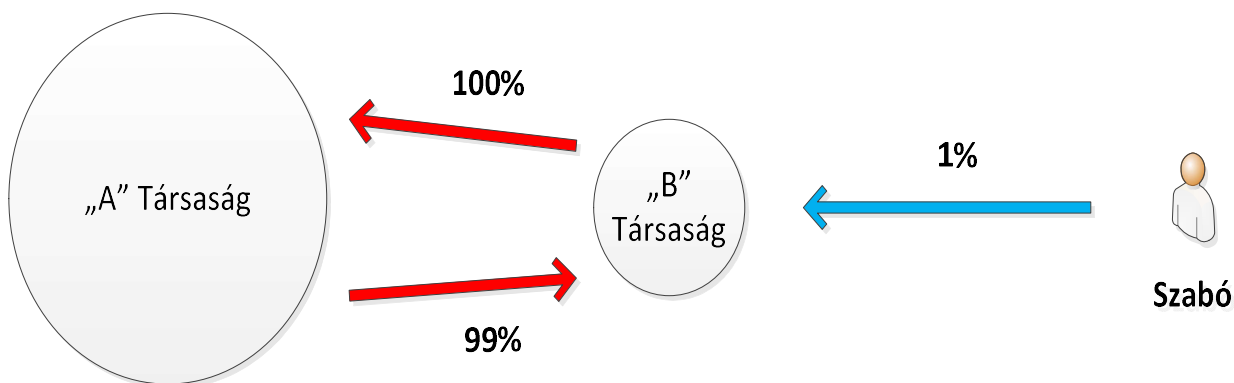 100%
„A” Társaság
„B”
Társaság
1%
99%
Szabó